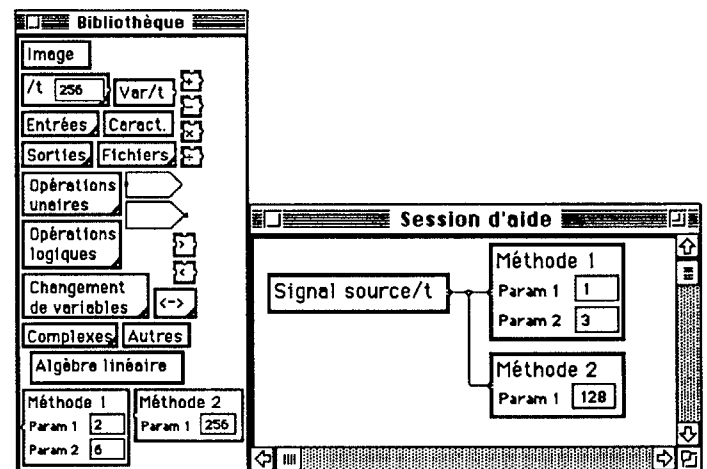 Bibliothèque
Image
/t 256 Var/t +
-
Entrées Caract. x
Sorties Fichiers ÷
Opérations
unaires
Opérations
logiques >
<
Changement
de variables <->
Complexes Autres
Algèbre linéaire
Méthode 1
Param 1 2
Param 2 6
Méthode 2
Param 1 256
Session d'aide
Signal source/t
Méthode 1
Param 1 1
Param 2 3
Méthode 2
Param 1 128